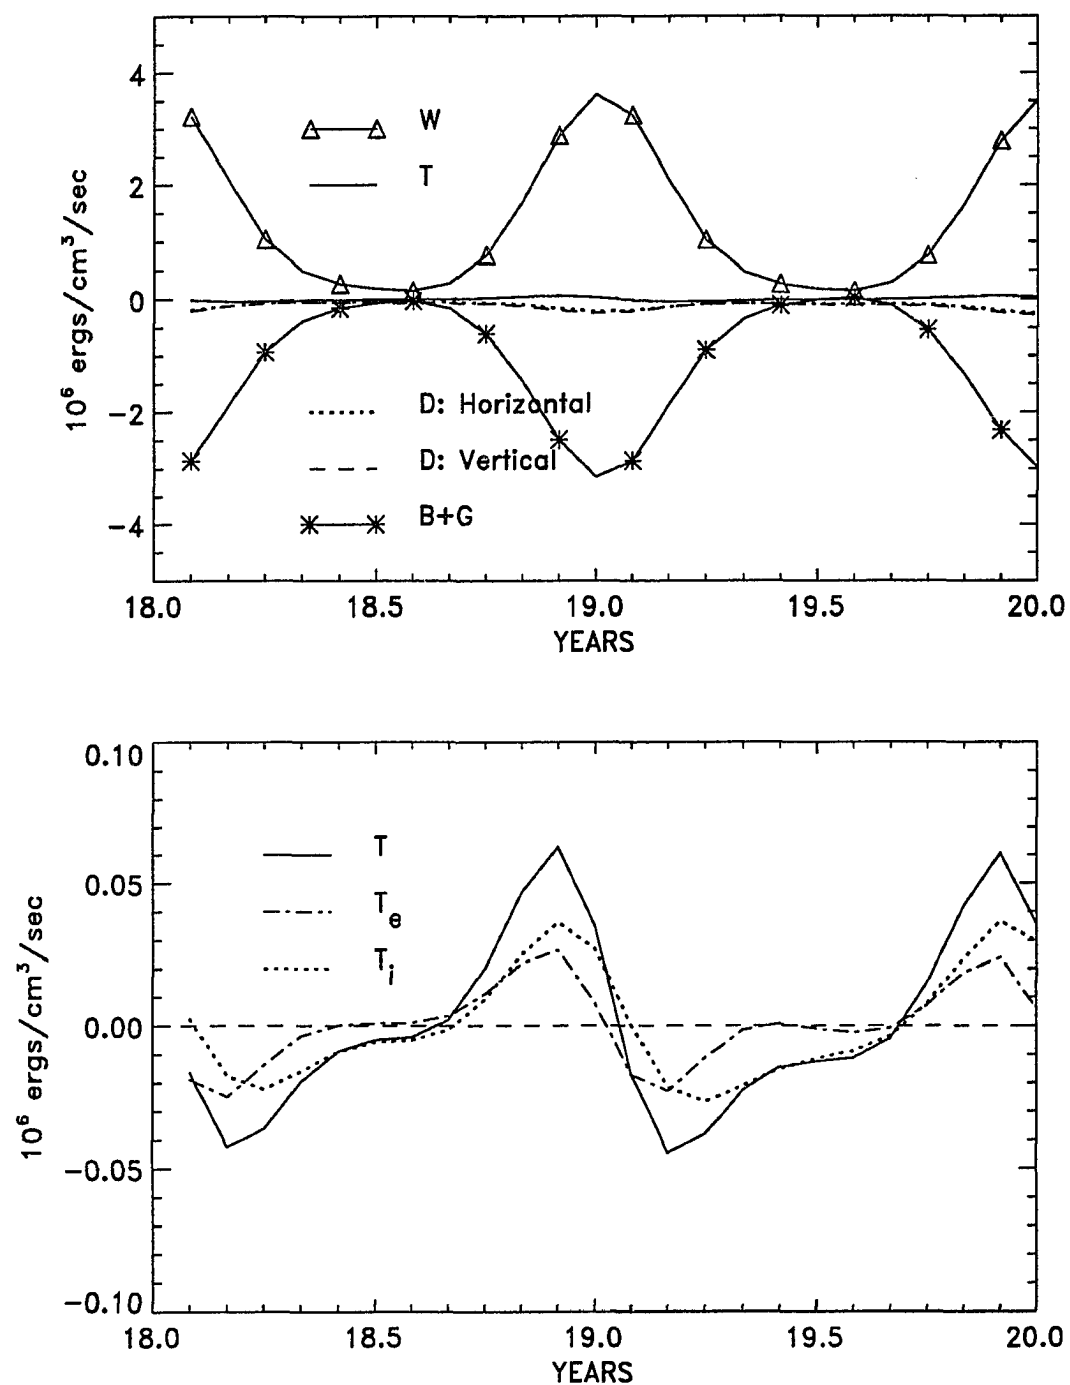 4
2
0
-2
-4
10⁶ ergs/cm³/sec
W
T
D: Horizontal
D: Vertical
B+G
18.0 18.5 19.0 19.5 20.0
YEARS
0.10
0.05
0.00
-0.05
-0.10
10⁶ ergs/cm³/sec
T
Te
Ti
18.0 18.5 19.0 19.5 20.0
YEARS